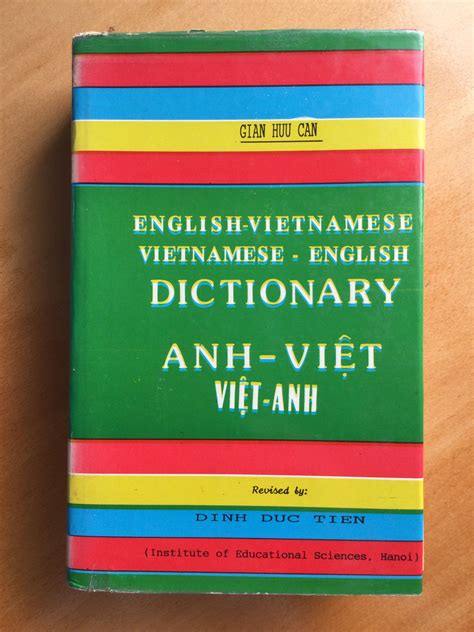 GIAN HUU CAN
ENGLISH-VIETNAMESE
VIETNAMESE - ENGLISH
DICTIONARY
ANH-VIỆT
VIỆT-ANH
Revised by:
DINH DUC TIEN
(Institute of Educational Sciences, Hanoi)